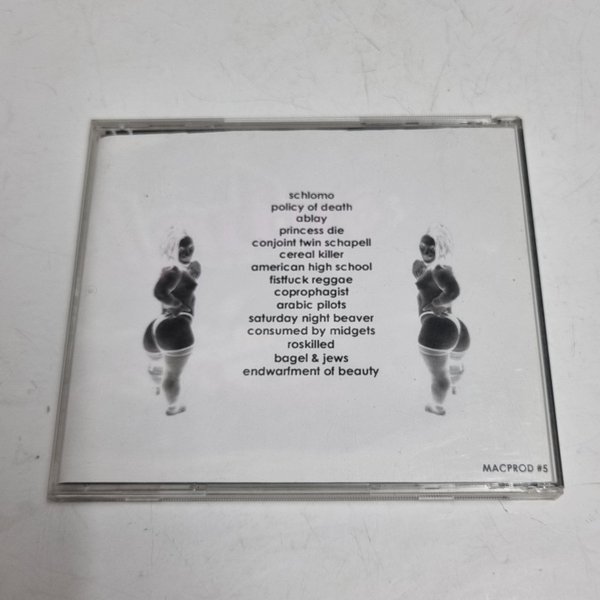 schlomo
policy of death
ablay
princess die
conjoint twin schapell
cereal killer
american high school
fistfuck reggae
coprophagist
arabic pilots
saturday night beaver
consumed by midgets
roskilled
bagel & jews
endwarfment of beauty
MACPROD #5